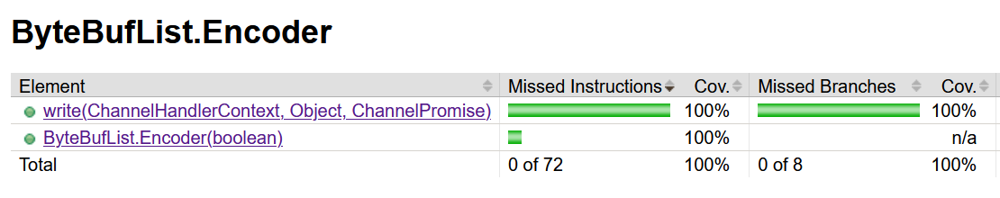 ByteBufList.Encoder
Element Missed Instructions Cov. Missed Branches Cov.
write(ChannelHandlerContext, Object, ChannelPromise) 100% 100%
ByteBufList.Encoder(boolean) 100% n/a
Total 0 of 72 100% 0 of 8 100%